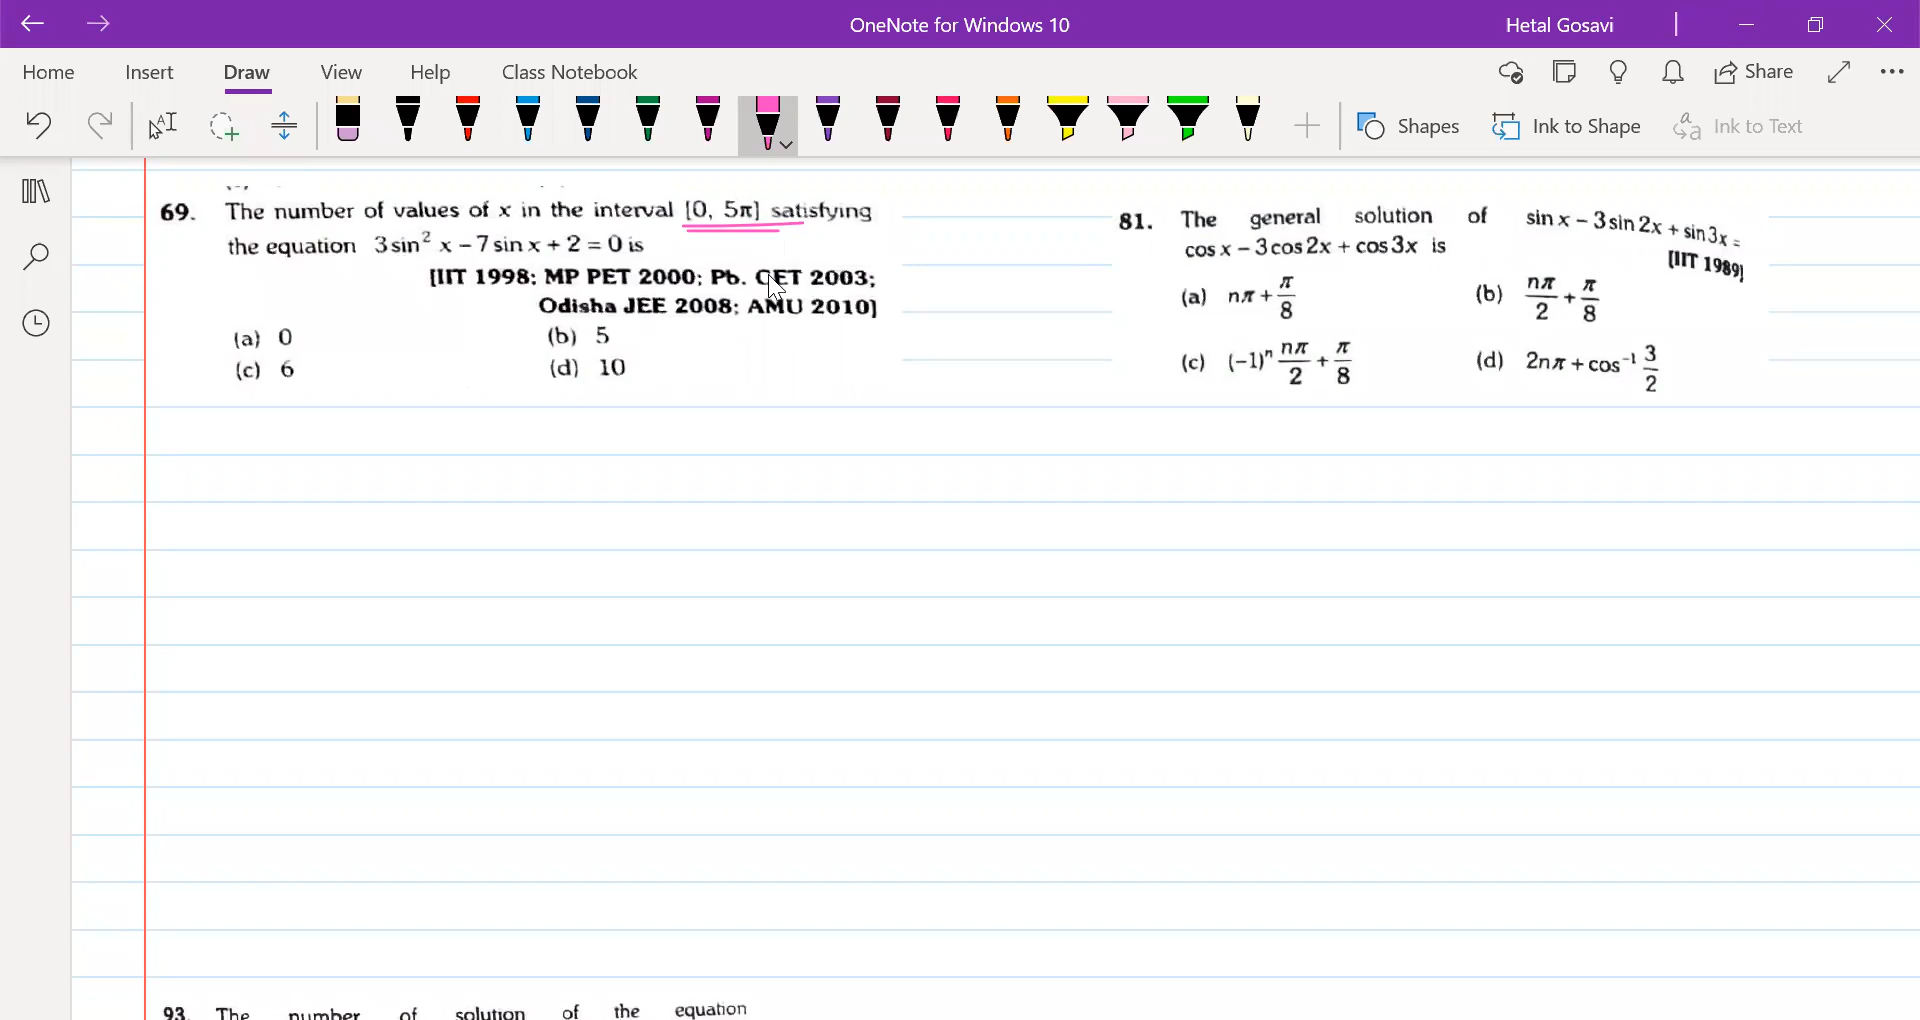 OneNote for Windows 10
Hetal Gosavi
Home Insert Draw View Help Class Notebook
Share
Shapes Ink to Shape Ink to Text
69. The number of values of x in the interval [0, 5π] satisfying
the equation 3 sin² x − 7 sin x + 2 = 0 is
[IIT 1998; MP PET 2000; Pb. CET 2003;
Odisha JEE 2008; AMU 2010]
(a) 0 (b) 5
(c) 6 (d) 10
81. The general solution of sin x − 3 sin 2x + sin 3x =
cos x − 3 cos 2x + cos 3x is
[IIT 1989]
(a) nπ + π/8 (b) nπ/2 + π/8
(c) (−1)ⁿ nπ/2 + π/8 (d) 2nπ + cos⁻¹ 3/2
93. The number of solution of the equation